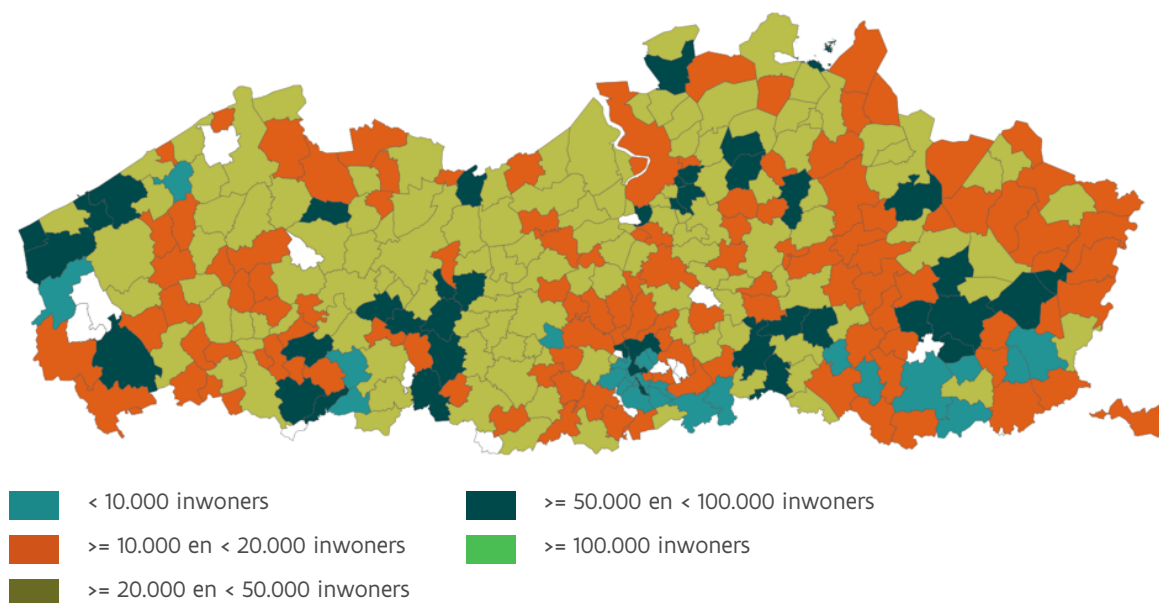 < 10.000 inwoners
>= 10.000 en < 20.000 inwoners
>= 20.000 en < 50.000 inwoners
>= 50.000 en < 100.000 inwoners
>= 100.000 inwoners